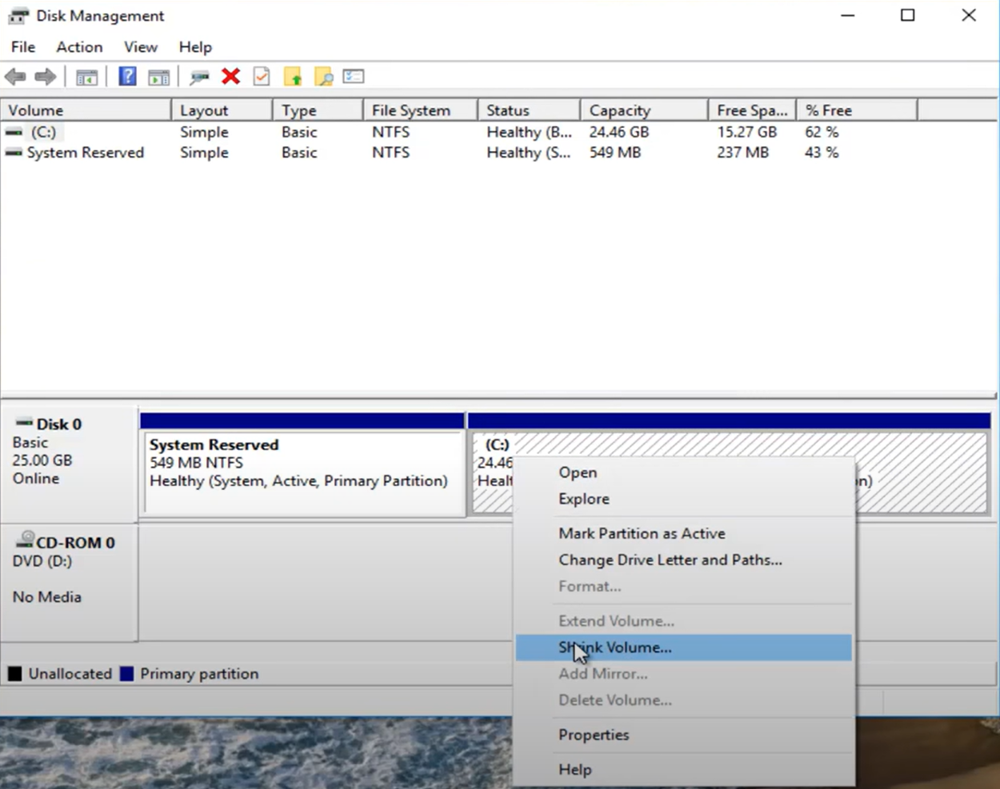 Disk Management
File Action View Help
Volume Layout Type File System Status Capacity Free Spa... % Free
(C:) Simple Basic NTFS Healthy (B... 24.46 GB 15.27 GB 62 %
System Reserved Simple Basic NTFS Healthy (S... 549 MB 237 MB 43 %
Disk 0
Basic
25.00 GB
Online
System Reserved
549 MB NTFS
Healthy (System, Active, Primary Partition)
(C:)
24.46
Healt
n)
Open
Explore
Mark Partition as Active
Change Drive Letter and Paths...
Format...
Extend Volume...
Shrink Volume...
Add Mirror...
Delete Volume...
Properties
Help
CD-ROM 0
DVD (D:)
No Media
Unallocated Primary partition